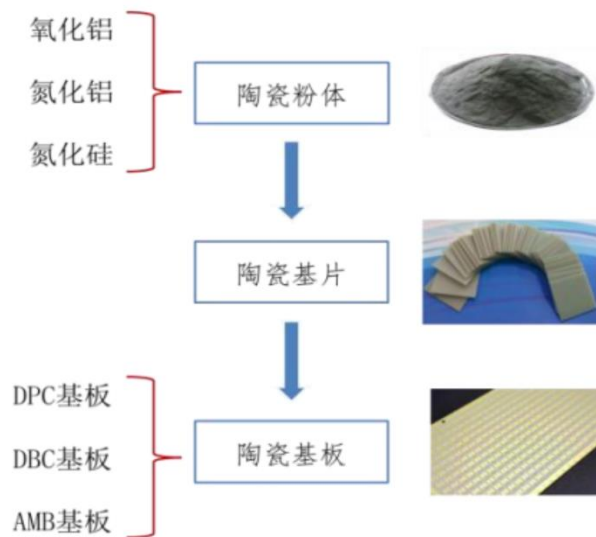 氧化铝
氮化铝
氮化硅
陶瓷粉体
陶瓷基片
DPC基板
DBC基板
AMB基板
陶瓷基板